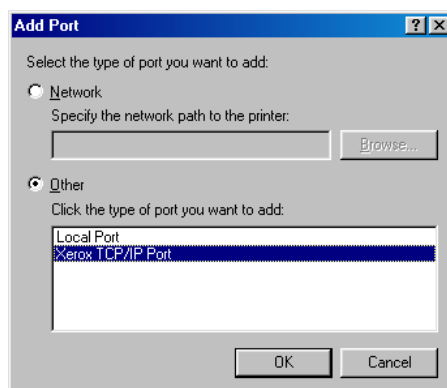 Add Port
Select the type of port you want to add:
Network
Specify the network path to the printer:
Browse...
Other
Click the type of port you want to add:
Local Port
Xerox TCP/IP Port
OK
Cancel